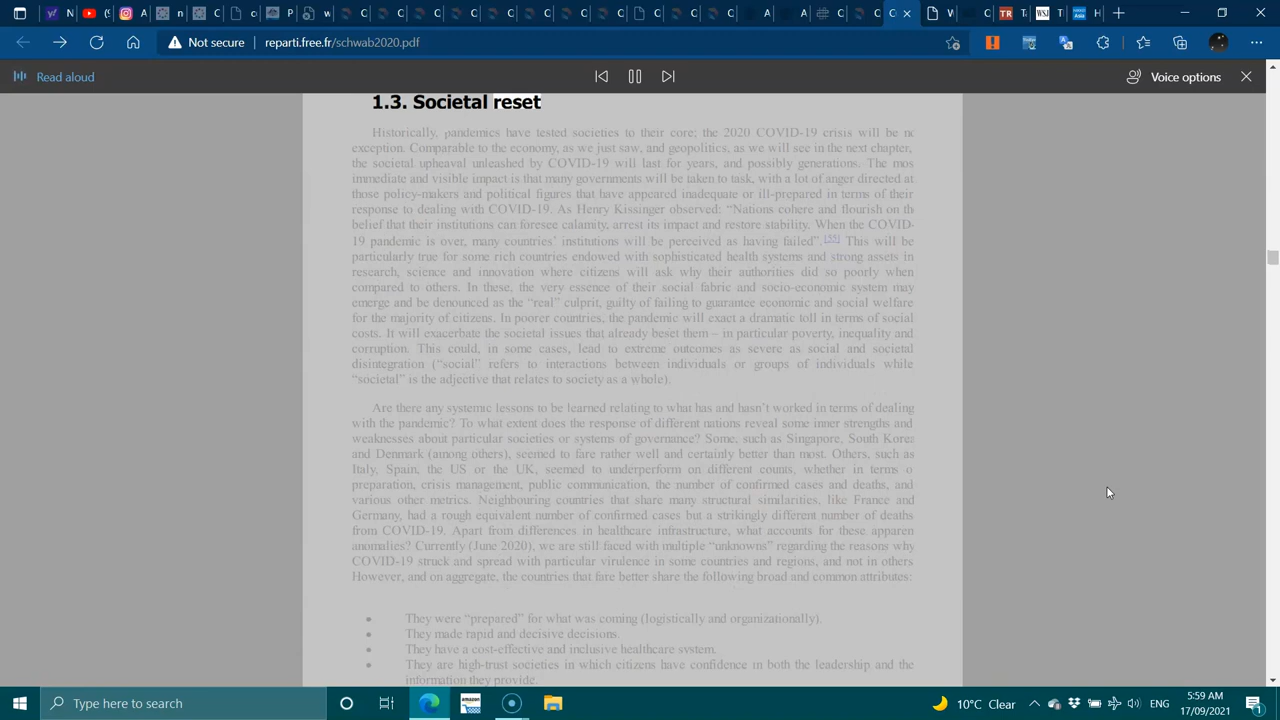 Not secure
reparti.free.fr/schwab2020.pdf
Read aloud
Voice options
1.3. Societal reset
Historically, pandemics have tested societies to their core; the 2020 COVID-19 crisis will be no
exception. Comparable to the economy, as we just saw, and geopolitics, as we will see in the next chapter,
the societal upheaval unleashed by COVID-19 will last for years, and possibly generations. The mos
immediate and visible impact is that many governments will be taken to task, with a lot of anger directed at
those policy-makers and political figures that have appeared inadequate or ill-prepared in terms of their
response to dealing with COVID-19. As Henry Kissinger observed: “Nations cohere and flourish on th
belief that their institutions can foresee calamity, arrest its impact and restore stability. When the COVID-
19 pandemic is over, many countries’ institutions will be perceived as having failed”.[55] This will be
particularly true for some rich countries endowed with sophisticated health systems and strong assets in
research, science and innovation where citizens will ask why their authorities did so poorly when
compared to others. In these, the very essence of their social fabric and socio-economic system may
emerge and be denounced as the “real” culprit, guilty of failing to guarantee economic and social welfare
for the majority of citizens. In poorer countries, the pandemic will exact a dramatic toll in terms of social
costs. It will exacerbate the societal issues that already beset them – in particular poverty, inequality and
corruption. This could, in some cases, lead to extreme outcomes as severe as social and societal
disintegration (“social” refers to interactions between individuals or groups of individuals while
“societal” is the adjective that relates to society as a whole).
Are there any systemic lessons to be learned relating to what has and hasn’t worked in terms of dealing
with the pandemic? To what extent does the response of different nations reveal some inner strengths and
weaknesses about particular societies or systems of governance? Some, such as Singapore, South Korea
and Denmark (among others), seemed to fare rather well and certainly better than most. Others, such as
Italy, Spain, the US or the UK, seemed to underperform on different counts, whether in terms o
preparation, crisis management, public communication, the number of confirmed cases and deaths, and
various other metrics. Neighbouring countries that share many structural similarities, like France and
Germany, had a rough equivalent number of confirmed cases but a strikingly different number of deaths
from COVID-19. Apart from differences in healthcare infrastructure, what accounts for these apparen
anomalies? Currently (June 2020), we are still faced with multiple “unknowns” regarding the reasons why
COVID-19 struck and spread with particular virulence in some countries and regions, and not in others
However, and on aggregate, the countries that fare better share the following broad and common attributes:
• They were “prepared” for what was coming (logistically and organizationally).
• They made rapid and decisive decisions.
• They have a cost-effective and inclusive healthcare system.
• They are high-trust societies in which citizens have confidence in both the leadership and the
information they provide.
Type here to search
10°C Clear
ENG
5:59 AM
17/09/2021